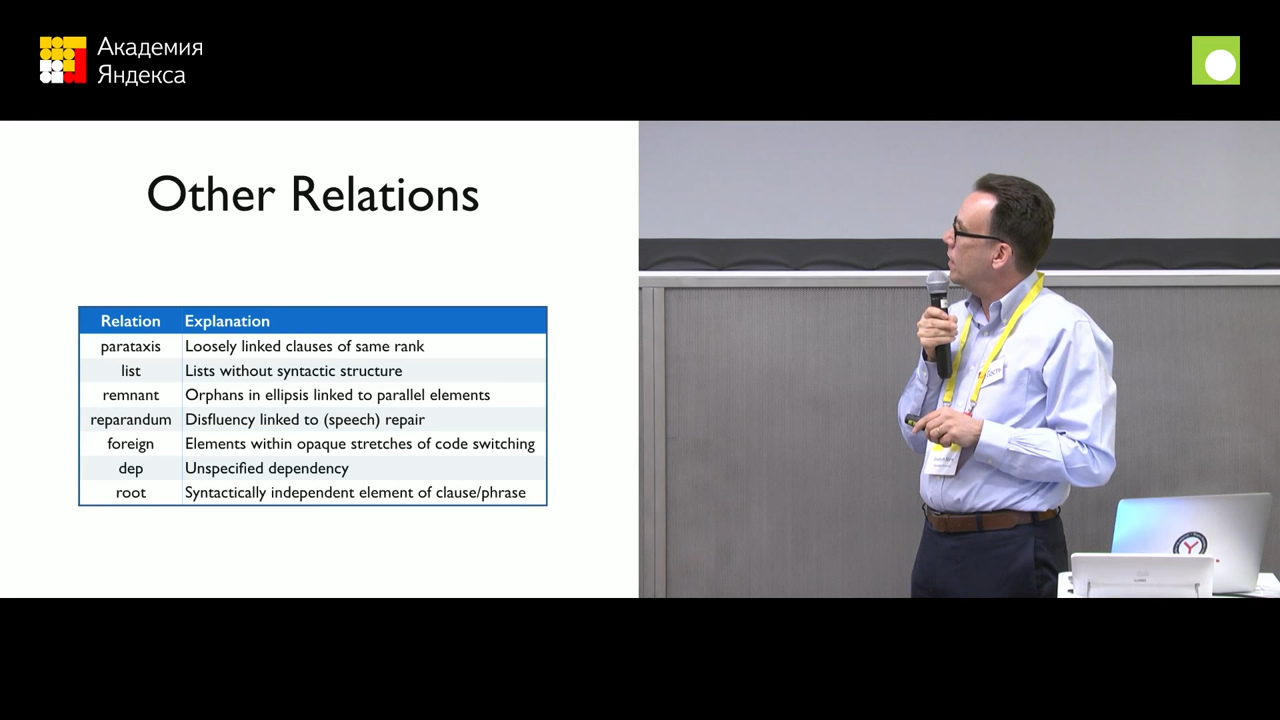 Академия
Яндекса
Other Relations
Relation Explanation
parataxis Loosely linked clauses of same rank
list Lists without syntactic structure
remnant Orphans in ellipsis linked to parallel elements
reparandum Disfluency linked to (speech) repair
foreign Elements within opaque stretches of code switching
dep Unspecified dependency
root Syntactically independent element of clause/phrase